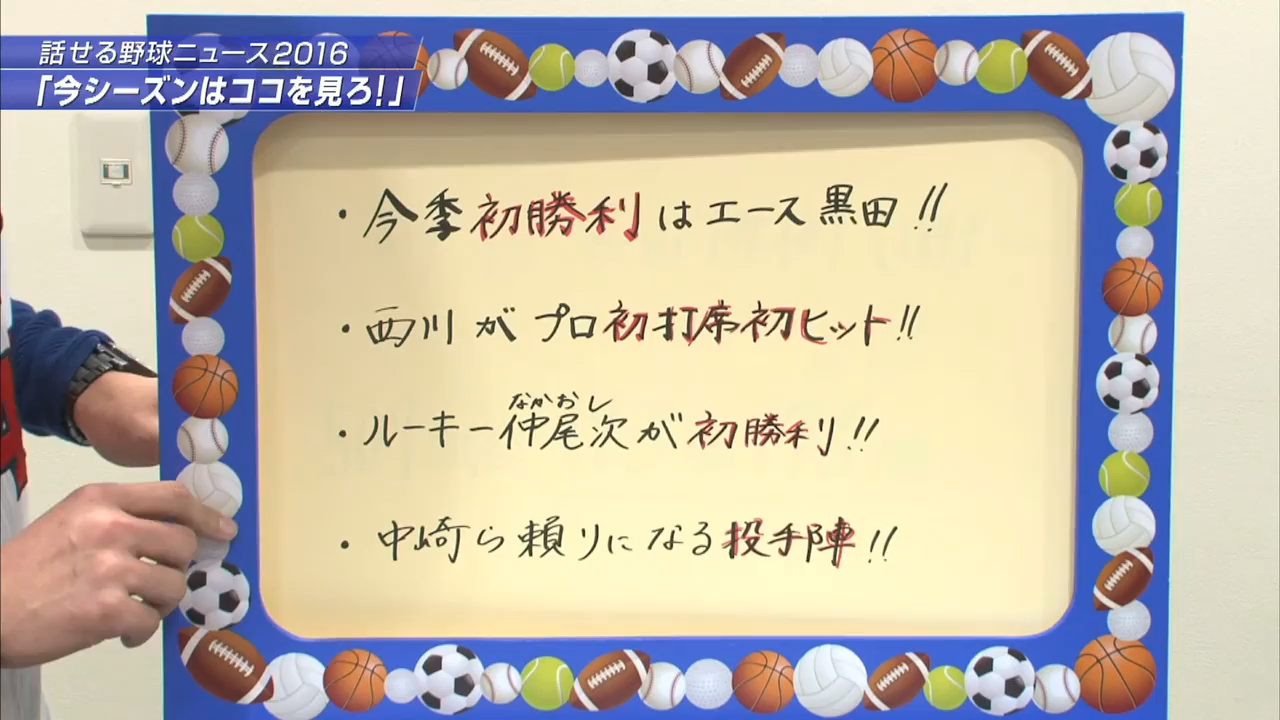 話せる野球ニュース2016
「今シーズンはココを見ろ!」
・今季初勝利はエース黒田!!
・西川がプロ初打席初ヒット!!
なかおし
・ルーキー仲尾次が初勝利!!
・中崎ら頼りになる投手陣!!